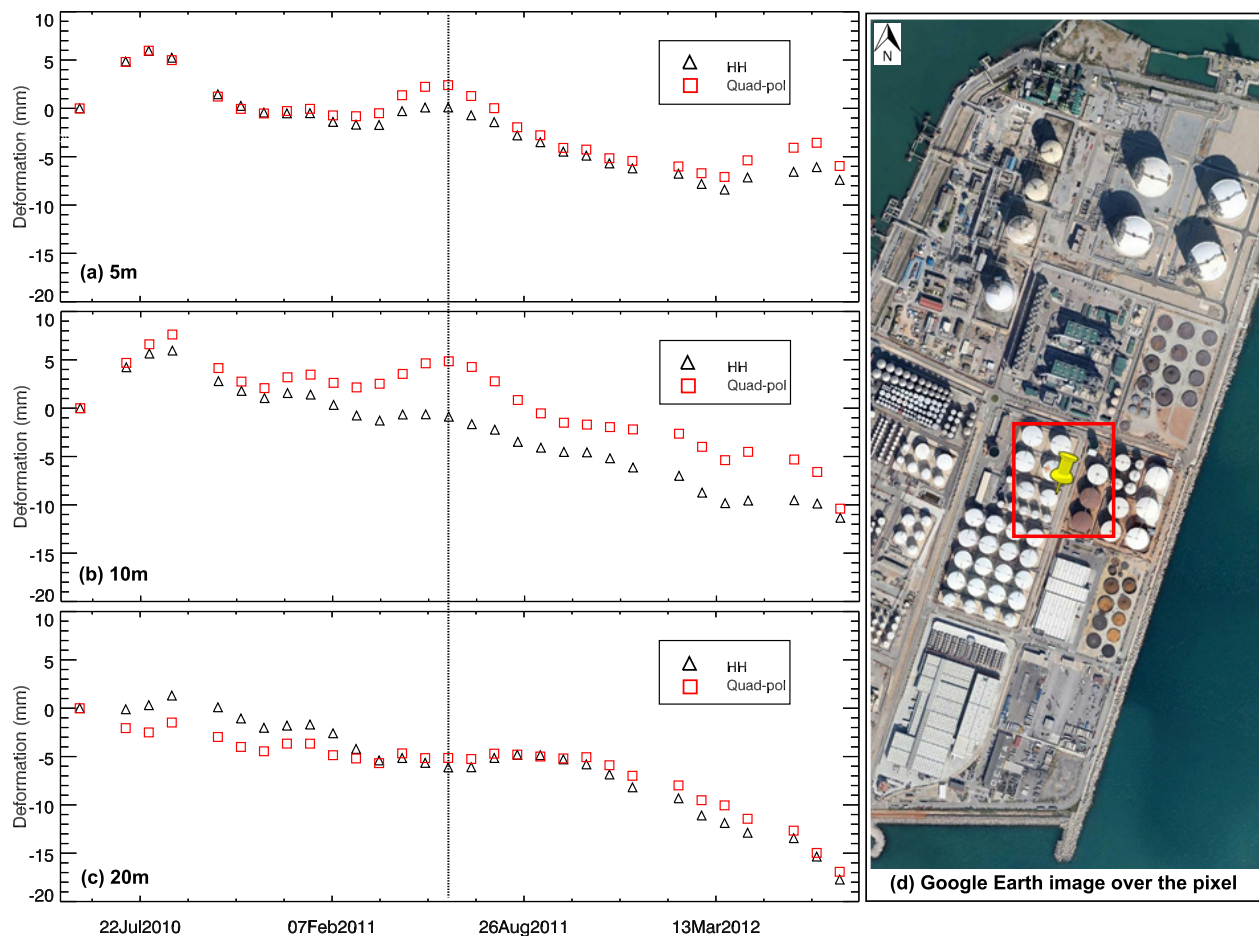 10
5
0
-5
-10
-15
-20
Deformation (mm)
HH
Quad-pol
(a) 5m
10
5
0
-5
-10
-15
-20
Deformation (mm)
HH
Quad-pol
(b) 10m
10
5
0
-5
-10
-15
-20
Deformation (mm)
HH
Quad-pol
(c) 20m
22Jul2010 07Feb2011 26Aug2011 13Mar2012
N
(d) Google Earth image over the pixel